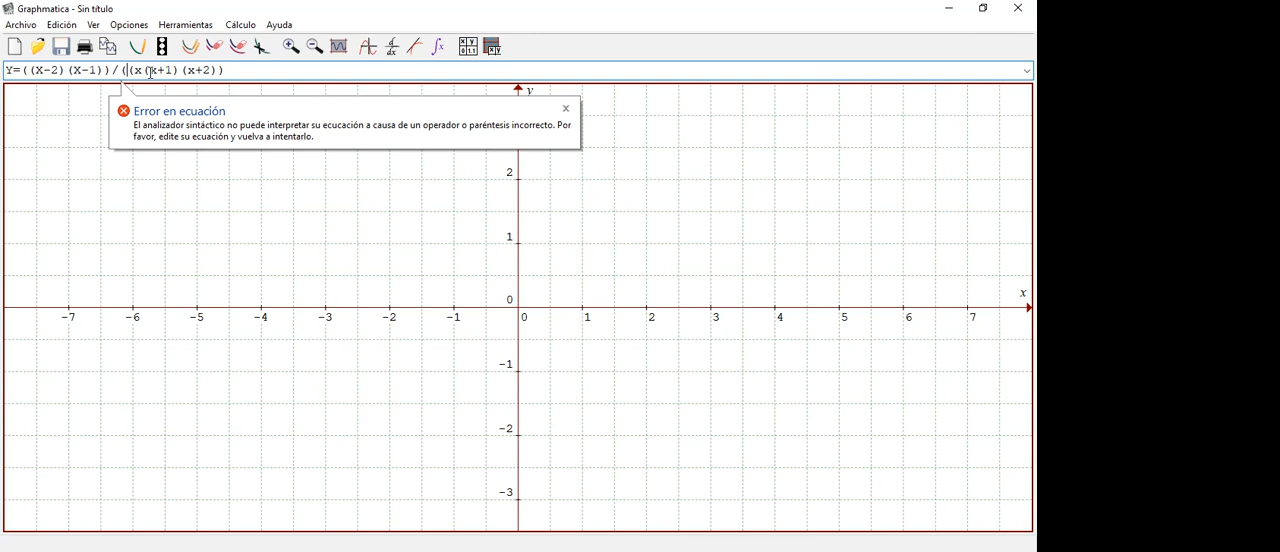 Graphmatica - Sin título
Archivo Edición Ver Opciones Herramientas Cálculo Ayuda
Y=((X-2)(X-1))/((x(x+1)(x+2))
Error en ecuación
El analizador sintáctico no puede interpretar su ecucación a causa de un operador o paréntesis incorrecto. Por
favor, edite su ecuación y vuelva a intentarlo.
y
2
1
0
x
-7 -6 -5 -4 -3 -2 -1 0 1 2 3 4 5 6 7
-1
-2
-3